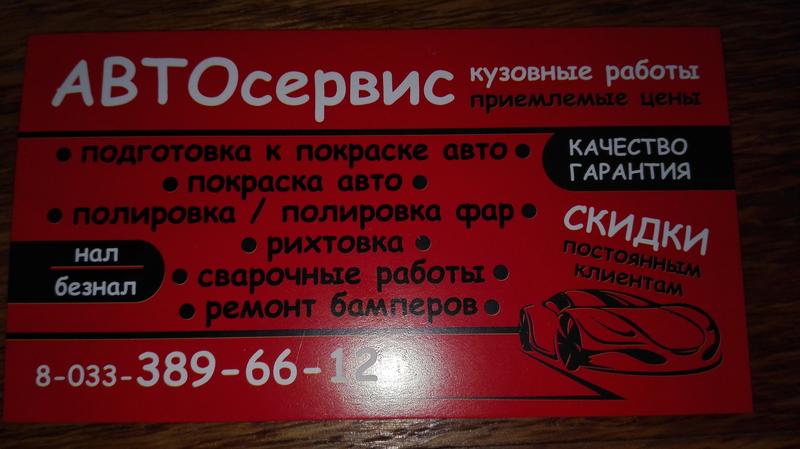 АВТОсервис
кузовные работы
приемлемые цены
• подготовка к покраске авто •
• покраска авто •
• полировка / полировка фар •
• рихтовка •
• сварочные работы •
• ремонт бамперов •
КАЧЕСТВО
ГАРАНТИЯ
СКИДКИ
постоянным
клиентам
нал
безнал
8-033-389-66-12